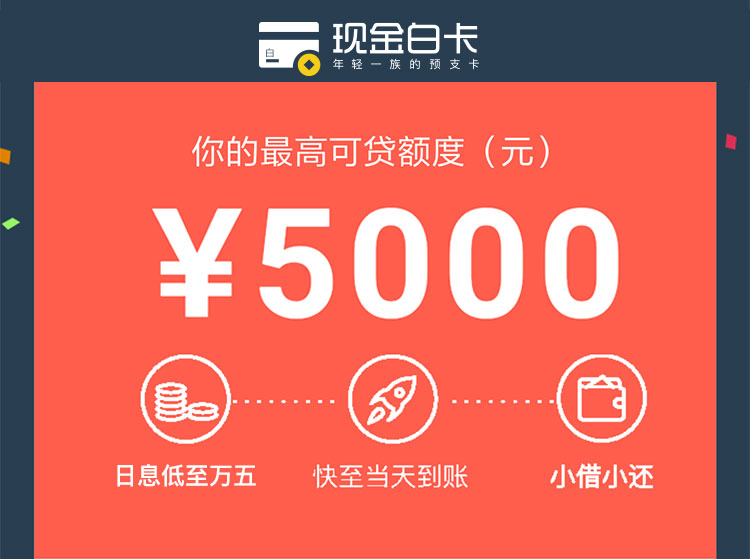 白
现金白卡
年轻一族的预支卡
你的最高可贷额度（元）
¥5000
日息低至万五
快至当天到账
小借小还